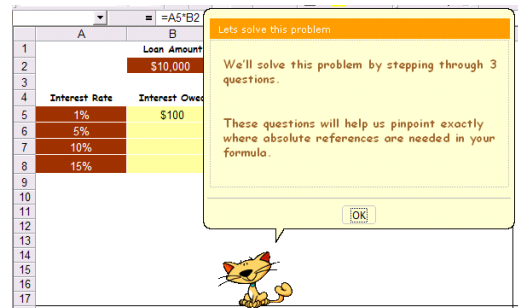 = =A5*B2
Lets solve this problem
A B
1 Loan Amount
2 $10,000
3
4 Interest Rate Interest Owed
5 1% $100
6 5%
7 10%
8 15%
9
10
11
12
13
14
15
16
17
We'll solve this problem by stepping through 3
questions.
These questions will help us pinpoint exactly
where absolute references are needed in your
formula.
OK